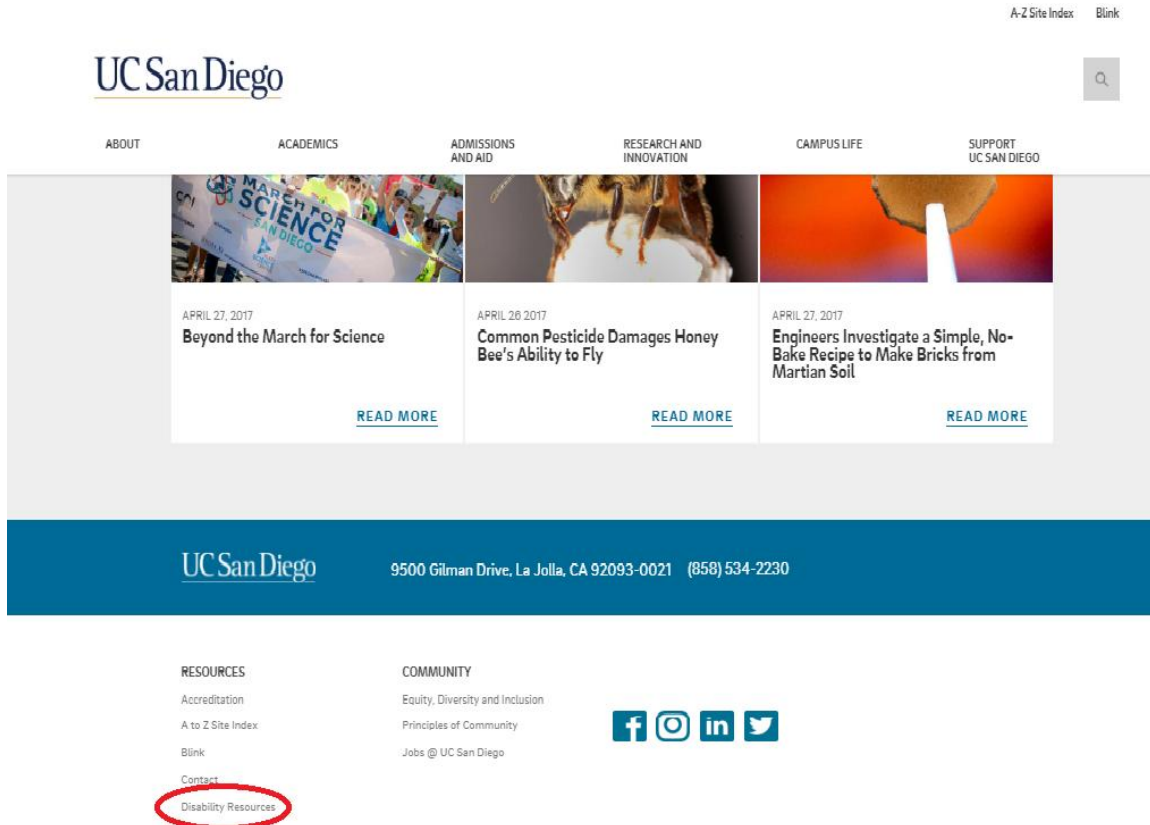 A-Z Site Index Blink
UC San Diego
ABOUT
ACADEMICS
ADMISSIONS
AND AID
RESEARCH AND
INNOVATION
CAMPUS LIFE
SUPPORT
UC SAN DIEGO
MARCH FOR
SCIENCE
SAN DIEGO
APRIL 27, 2017
Beyond the March for Science
READ MORE
APRIL 26 2017
Common Pesticide Damages Honey
Bee's Ability to Fly
READ MORE
APRIL 27, 2017
Engineers Investigate a Simple, No-
Bake Recipe to Make Bricks from
Martian Soil
READ MORE
UC San Diego
9500 Gilman Drive, La Jolla, CA 92093-0021 (858) 534-2230
RESOURCES
Accreditation
A to Z Site Index
Blink
Contact
Disability Resources
COMMUNITY
Equity, Diversity and Inclusion
Principles of Community
Jobs @ UC San Diego